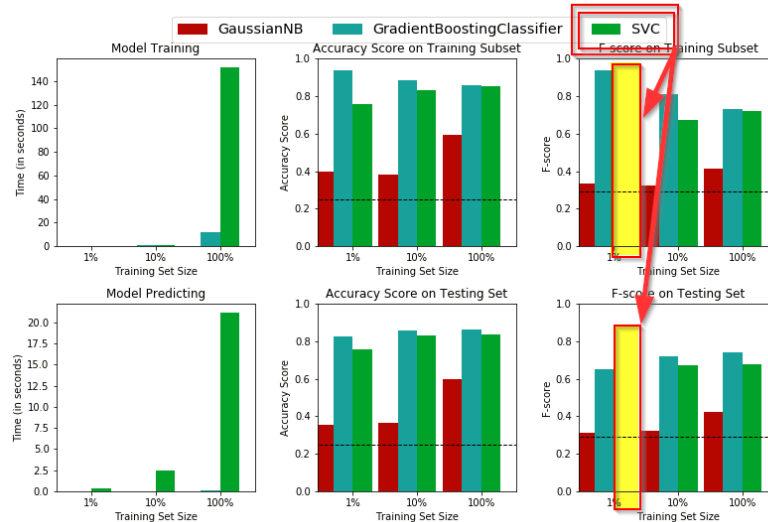 GaussianNB GradientBoostingClassifier SVC
Model Training
Accuracy Score on Training Subset
F-score on Training Subset
Time (in seconds)
140
120
100
80
60
40
20
0
1% 10% 100%
Training Set Size
Accuracy Score
1.0
0.8
0.6
0.4
0.2
0.0
1% 10% 100%
Training Set Size
F-score
1.0
0.8
0.6
0.4
0.2
0.0
1% 10% 100%
Training Set Size
Model Predicting
Accuracy Score on Testing Set
F-score on Testing Set
Time (in seconds)
20.0
17.5
15.0
12.5
10.0
7.5
5.0
2.5
0.0
1% 10% 100%
Training Set Size
Accuracy Score
1.0
0.8
0.6
0.4
0.2
0.0
1% 10% 100%
Training Set Size
F-score
1.0
0.8
0.6
0.4
0.2
0.0
1% 10% 100%
Training Set Size